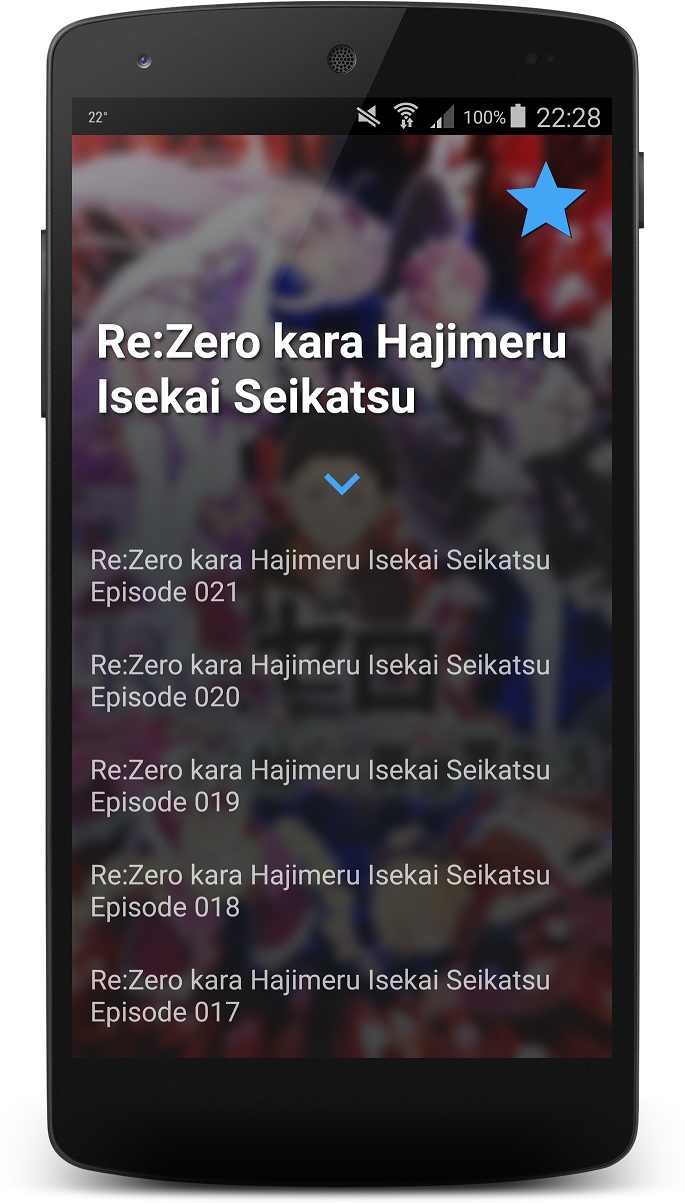 22°
100%
22:28
Re:Zero kara Hajimeru
Isekai Seikatsu
Re:Zero kara Hajimeru Isekai Seikatsu
Episode 021
Re:Zero kara Hajimeru Isekai Seikatsu
Episode 020
Re:Zero kara Hajimeru Isekai Seikatsu
Episode 019
Re:Zero kara Hajimeru Isekai Seikatsu
Episode 018
Re:Zero kara Hajimeru Isekai Seikatsu
Episode 017
ゼロ